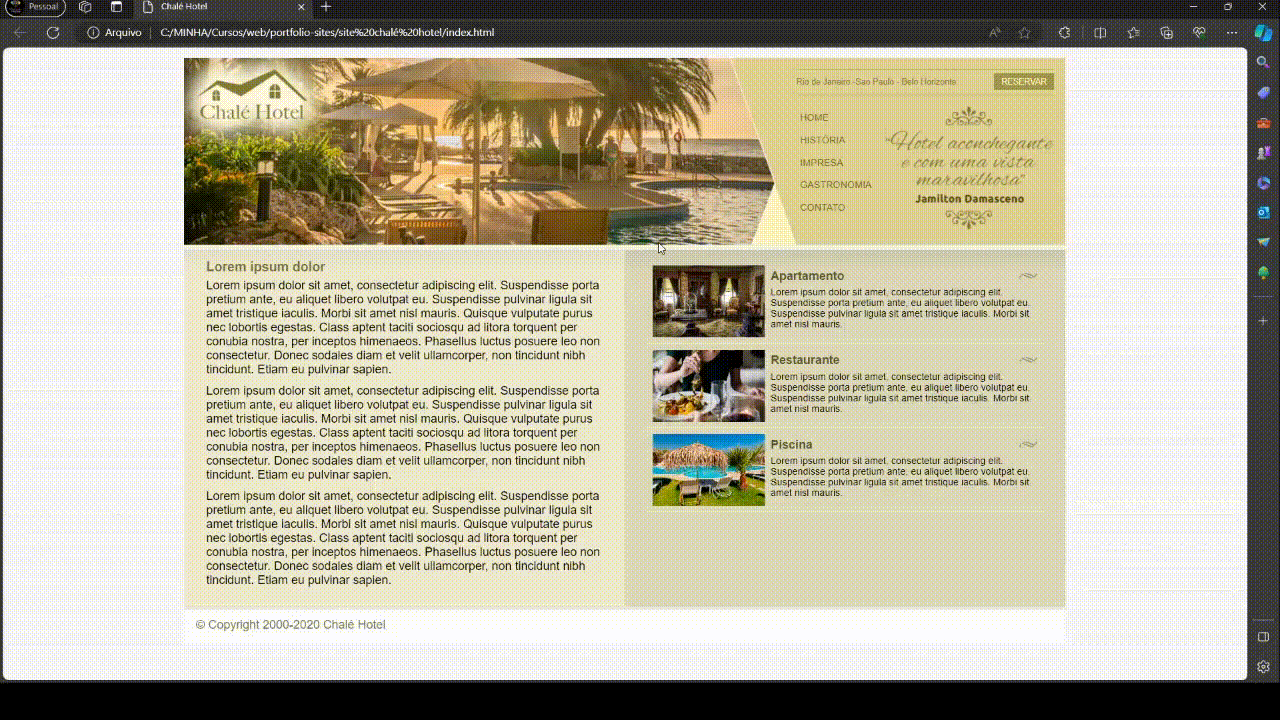 Pessoal
Chalé Hotel
Arquivo
C:/MINHA/Cursos/web/portfolio-sites/site%20chalé%20hotel/index.html
Chalé Hotel
Rio de Janeiro -Sao Paulo - Belo Horizonte
RESERVAR
HOME
HISTÓRIA
IMPRESA
GASTRONOMIA
CONTATO
"Hotel aconchegante
e com uma vista
maravilhosa"
Jamilton Damasceno
Lorem ipsum dolor
Lorem ipsum dolor sit amet, consectetur adipiscing elit. Suspendisse porta
pretium ante, eu aliquet libero volutpat eu. Suspendisse pulvinar ligula sit
amet tristique iaculis. Morbi sit amet nisl mauris. Quisque vulputate purus
nec lobortis egestas. Class aptent taciti sociosqu ad litora torquent per
conubia nostra, per inceptos himenaeos. Phasellus luctus posuere leo non
consectetur. Donec sodales diam et velit ullamcorper, non tincidunt nibh
tincidunt. Etiam eu pulvinar sapien.
Lorem ipsum dolor sit amet, consectetur adipiscing elit. Suspendisse porta
pretium ante, eu aliquet libero volutpat eu. Suspendisse pulvinar ligula sit
amet tristique iaculis. Morbi sit amet nisl mauris. Quisque vulputate purus
nec lobortis egestas. Class aptent taciti sociosqu ad litora torquent per
conubia nostra, per inceptos himenaeos. Phasellus luctus posuere leo non
consectetur. Donec sodales diam et velit ullamcorper, non tincidunt nibh
tincidunt. Etiam eu pulvinar sapien.
Lorem ipsum dolor sit amet, consectetur adipiscing elit. Suspendisse porta
pretium ante, eu aliquet libero volutpat eu. Suspendisse pulvinar ligula sit
amet tristique iaculis. Morbi sit amet nisl mauris. Quisque vulputate purus
nec lobortis egestas. Class aptent taciti sociosqu ad litora torquent per
conubia nostra, per inceptos himenaeos. Phasellus luctus posuere leo non
consectetur. Donec sodales diam et velit ullamcorper, non tincidunt nibh
tincidunt. Etiam eu pulvinar sapien.
Apartamento
Lorem ipsum dolor sit amet, consectetur adipiscing elit.
Suspendisse porta pretium ante, eu aliquet libero volutpat eu.
Suspendisse pulvinar ligula sit amet tristique iaculis. Morbi sit
amet nisl mauris.
Restaurante
Lorem ipsum dolor sit amet, consectetur adipiscing elit.
Suspendisse porta pretium ante, eu aliquet libero volutpat eu.
Suspendisse pulvinar ligula sit amet tristique iaculis. Morbi sit
amet nisl mauris.
Piscina
Lorem ipsum dolor sit amet, consectetur adipiscing elit.
Suspendisse porta pretium ante, eu aliquet libero volutpat eu.
Suspendisse pulvinar ligula sit amet tristique iaculis. Morbi sit
amet nisl mauris.
© Copyright 2000-2020 Chalé Hotel